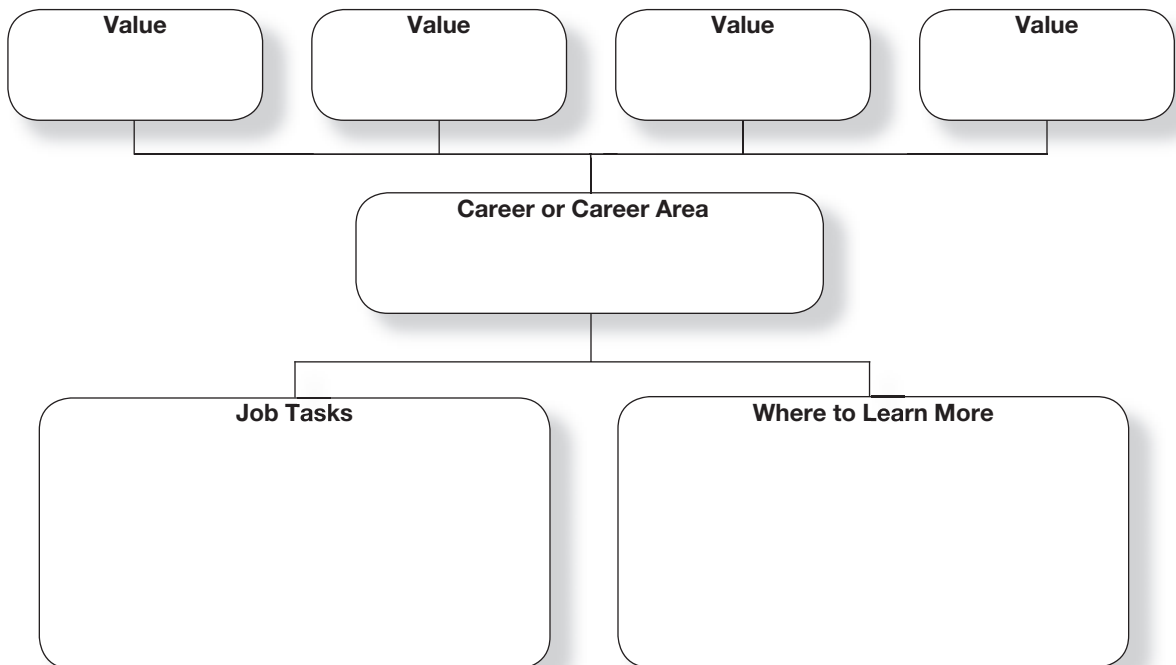 Value
Value
Value
Value
Career or Career Area
Job Tasks
Where to Learn More